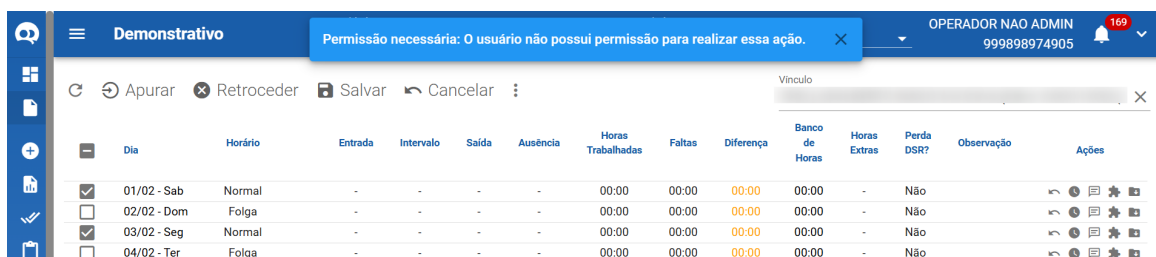 Demonstrativo
Permissão necessária: O usuário não possui permissão para realizar essa ação.
OPERADOR NAO ADMIN
999898974905
169
Apurar Retroceder Salvar Cancelar
Vínculo
Dia Horário Entrada Intervalo Saída Ausência Horas Trabalhadas Faltas Diferença Banco de Horas Horas Extras Perda DSR? Observação Ações
01/02 - Sab Normal - - - - 00:00 00:00 00:00 00:00 - Não
02/02 - Dom Folga - - - - 00:00 00:00 00:00 00:00 - Não
03/02 - Seg Normal - - - - 00:00 00:00 00:00 00:00 - Não
04/02 - Ter Folga - - - - 00:00 00:00 00:00 00:00 - Não